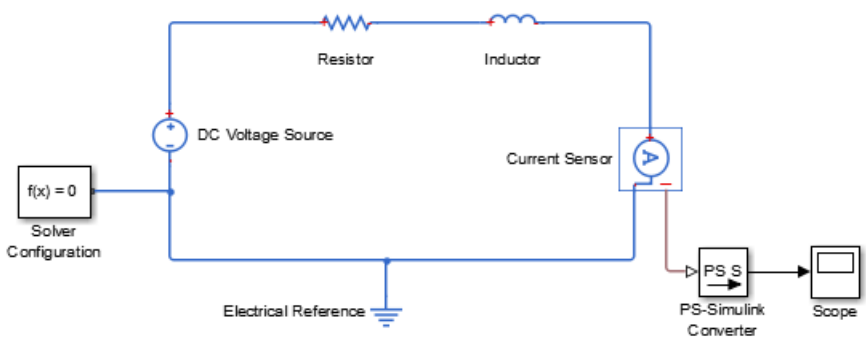 Resistor
Inductor
DC Voltage Source
Current Sensor
A
f(x) = 0
Solver
Configuration
Electrical Reference
PS S
PS-Simulink
Converter
Scope